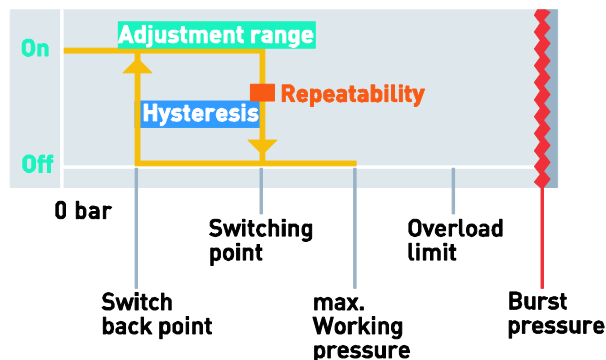 On
Adjustment range
Repeatability
Hysteresis
Off
0 bar
Switching
point
Overload
limit
Switch
back point
max.
Working
pressure
Burst
pressure